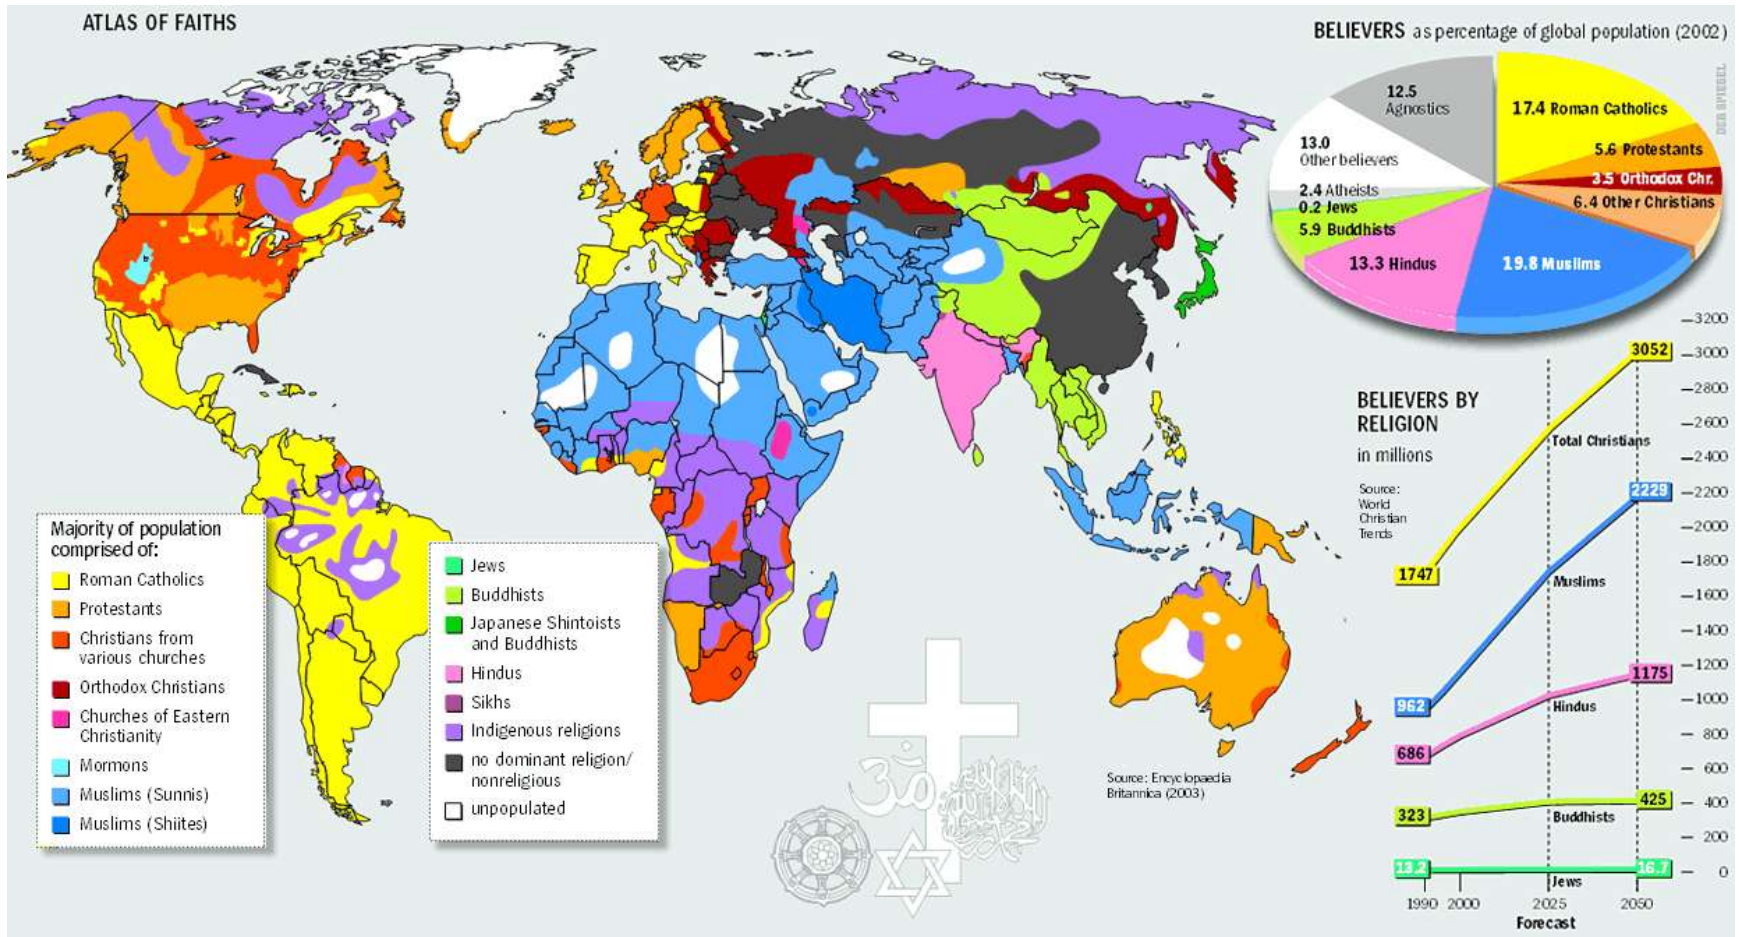 ATLAS OF FAITHS
BELIEVERS as percentage of global population (2002)
12.5
Agnostics
17.4 Roman Catholics
13.0
Other believers
5.6 Protestants
3.5 Orthodox Chr.
2.4 Atheists
6.4 Other Christians
0.2 Jews
5.9 Buddhists
13.3 Hindus
19.8 Muslims
DER SPIEGEL
Majority of population
comprised of:
Roman Catholics
Protestants
Christians from
various churches
Orthodox Christians
Churches of Eastern
Christianity
Mormons
Muslims (Sunnis)
Muslims (Shiites)
Jews
Buddhists
Japanese Shintoists
and Buddhists
Hindus
Sikhs
Indigenous religions
no dominant religion/
nonreligious
unpopulated
Source: Encyclopaedia
Britannica (2003)
BELIEVERS BY
RELIGION
in millions
Source:
World
Christian
Trends
3200
3000
2800
2600
2400
2200
2000
1800
1600
1400
1200
1000
800
600
400
200
0
3052
Total Christians
1747
2229
Muslims
962
1175
Hindus
686
425
Buddhists
323
13.2
16.7
Jews
1990 2000 2025 2050
Forecast